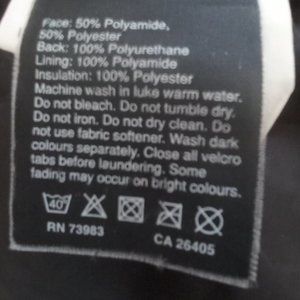 Face: 50% Polyamide,
50% Polyester
Back: 100% Polyurethane
Lining: 100% Polyamide
Insulation: 100% Polyester
Machine wash in luke warm water.
Do not bleach. Do not tumble dry.
Do not iron. Do not dry clean. Do
not use fabric softener. Wash dark
colours separately. Close all velcro
tabs before laundering. Some
fading may occur on bright colours.
40°
RN 73983 CA 26405